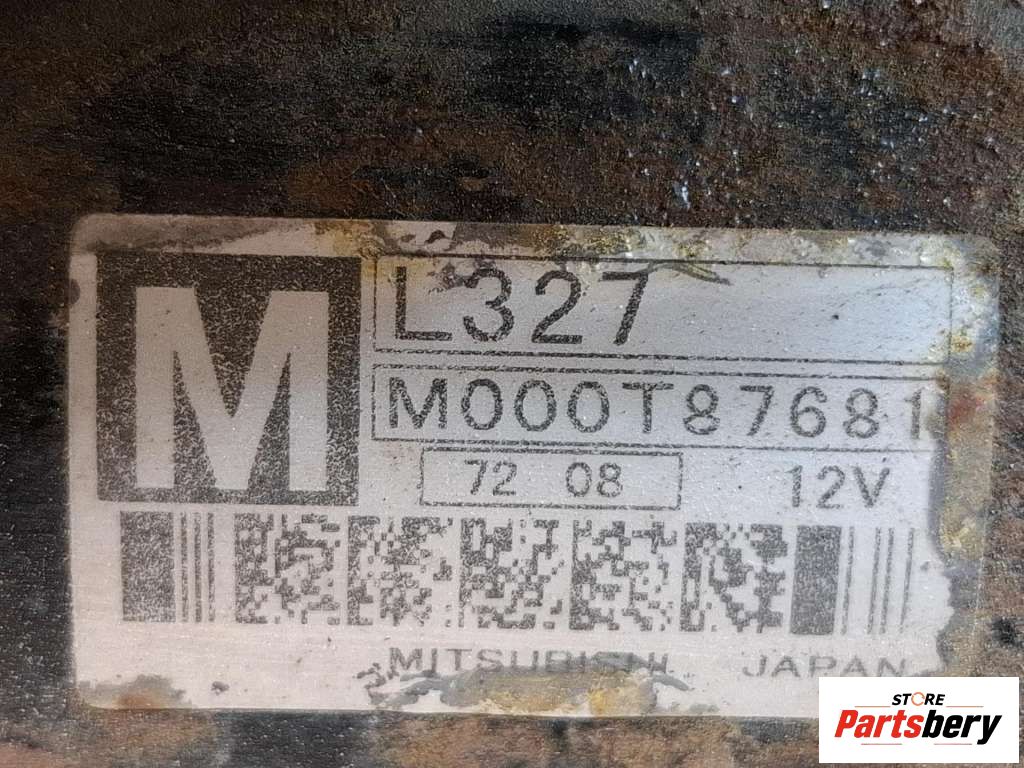 M
L327
M000T87681
72 08
12V
MITSUBISHI JAPAN
STORE
Partsbery